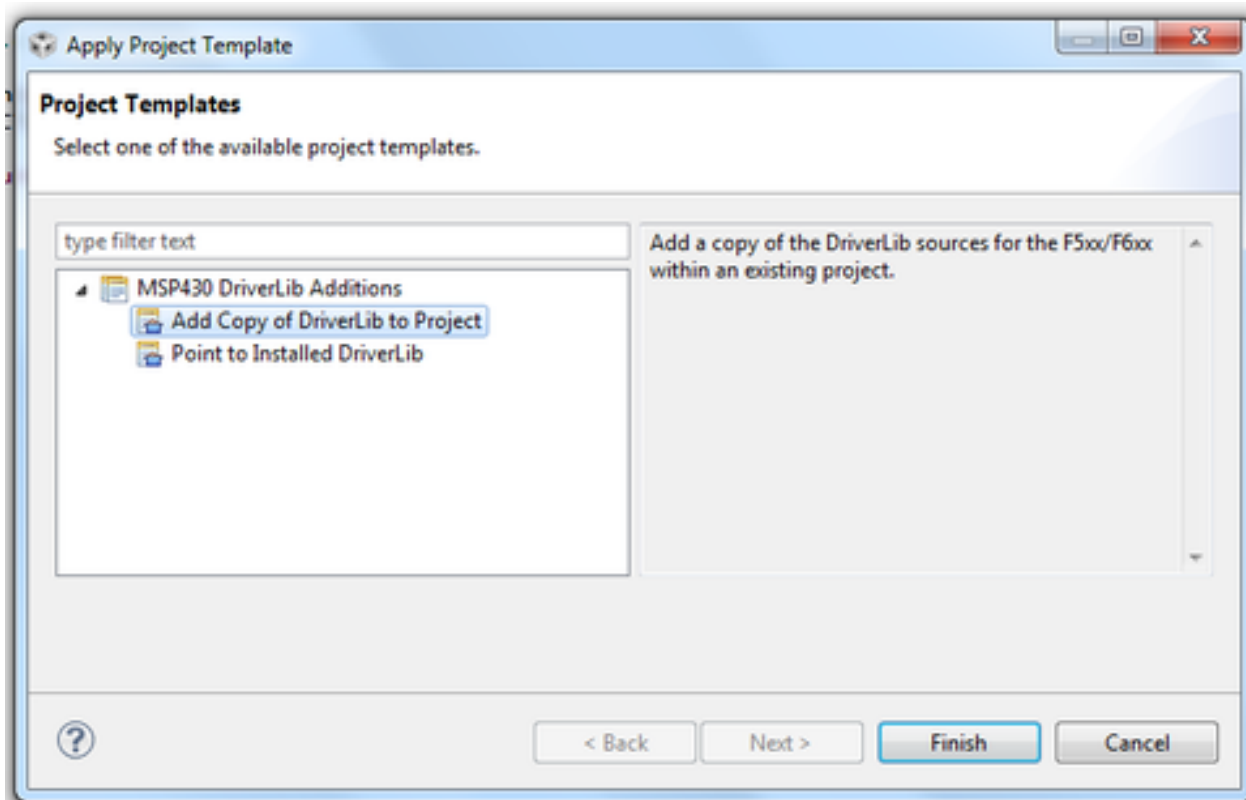 Apply Project Template
Project Templates
Select one of the available project templates.
type filter text
MSP430 DriverLib Additions
Add Copy of DriverLib to Project
Point to Installed DriverLib
Add a copy of the DriverLib sources for the F5xx/F6xx
within an existing project.
?
< Back
Next >
Finish
Cancel